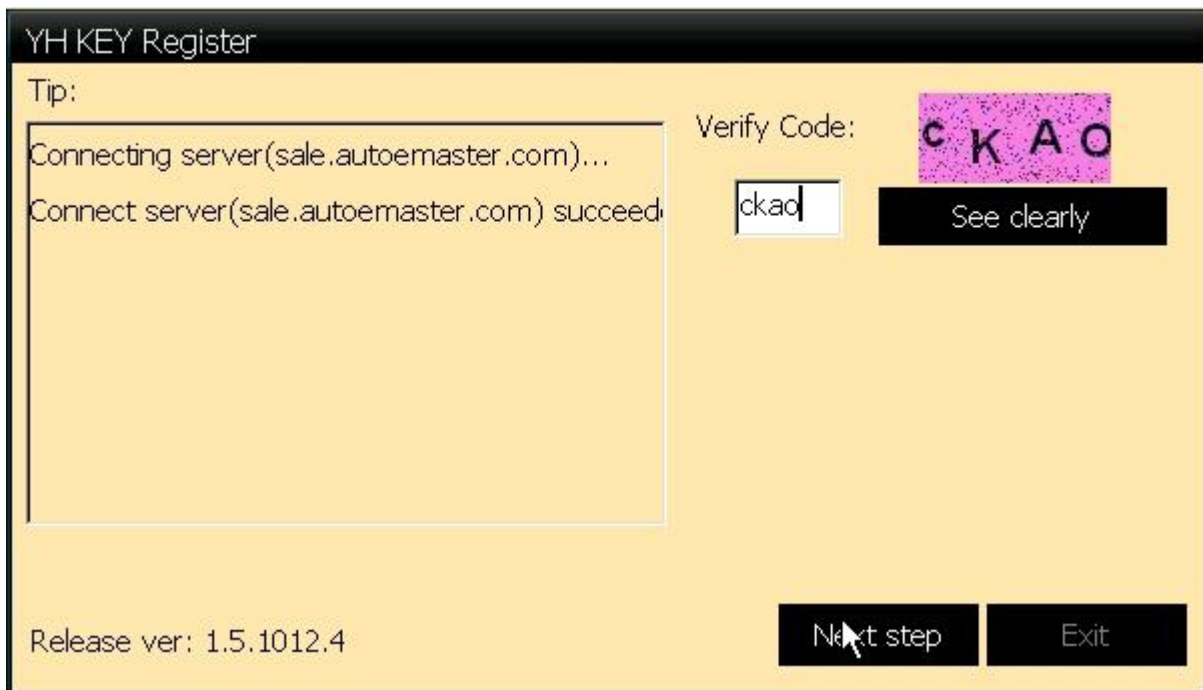 YH KEY Register
Tip:
Connecting server(sale.autoemaster.com)...
Connect server(sale.autoemaster.com) succeed
Verify Code:
cKAO
ckao
See clearly
Release ver: 1.5.1012.4
Next step
Exit